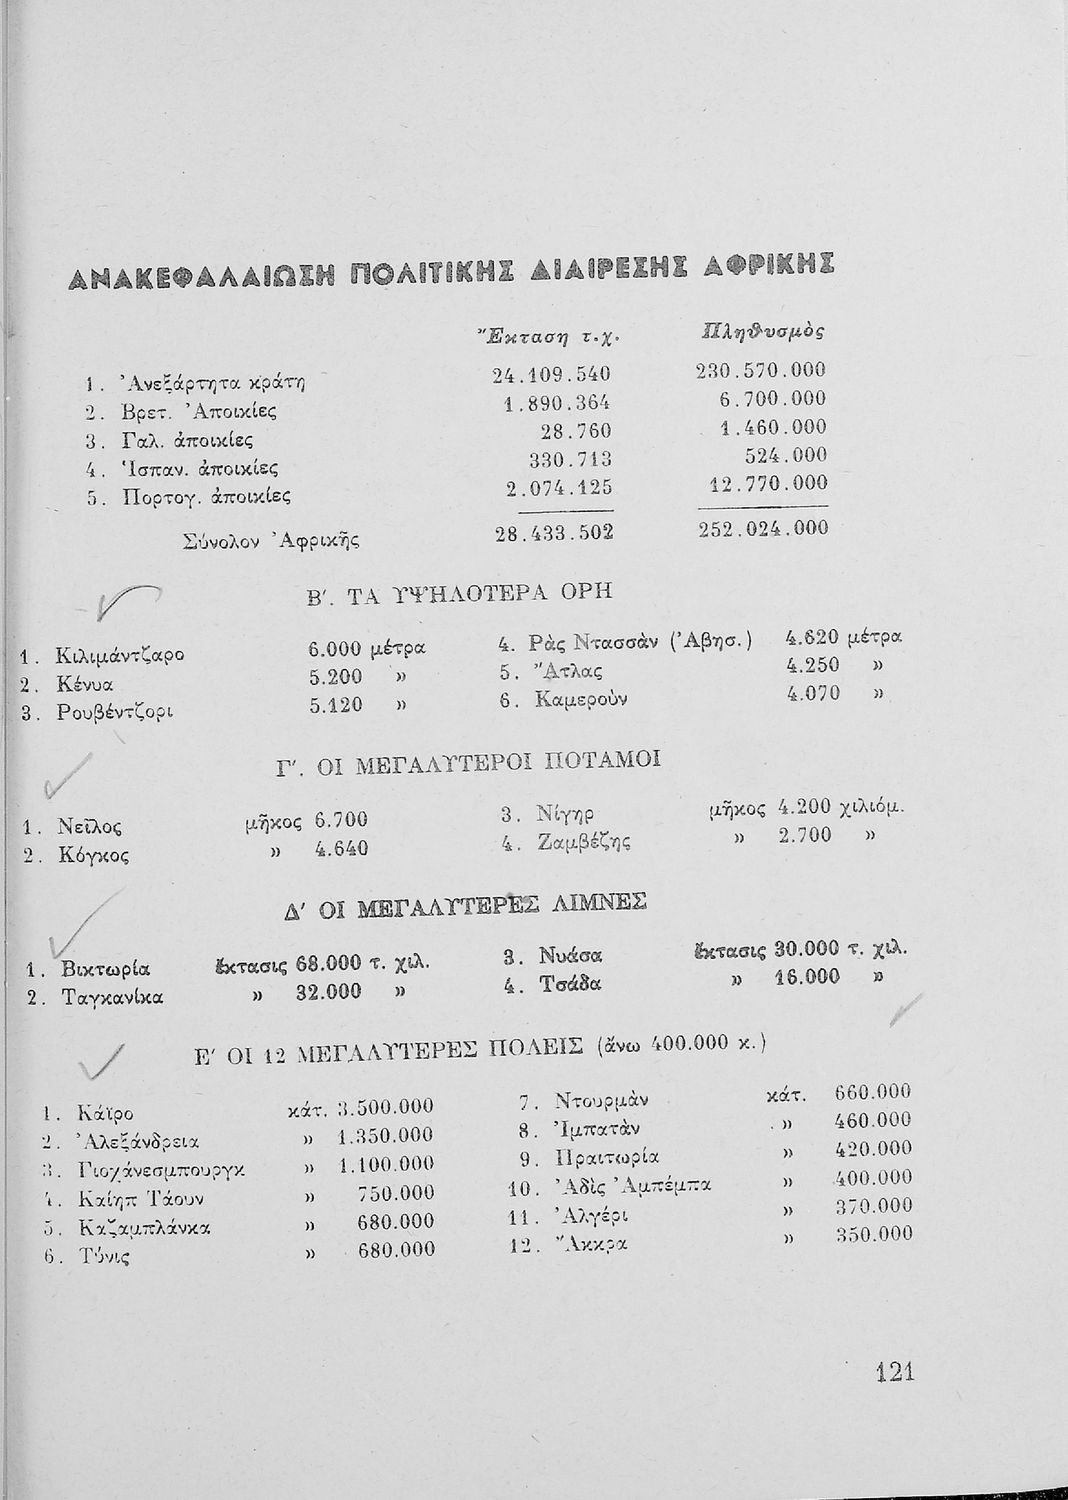 ΑΝΑΚΕΦΑΛΑΙΩΣΗ ΠΟΛΙΤΙΚΗΣ ΔΙΑΙΡΕΣΗΣ ΑΦΡΙΚΗΣ
Ἔκταση τ.χ. Πληθυσμὸς
1. Ἀνεξάρτητα κράτη 24.109.540 230.570.000
2. Βρετ. Ἀποικίες 1.890.364 6.700.000
3. Γαλ. ἀποικίες 28.760 1.460.000
4. Ἱσπαν. ἀποικίες 330.713 524.000
5. Πορτογ. ἀποικίες 2.074.125 12.770.000
Σύνολον Ἀφρικῆς 28.433.502 252.024.000
Β′. ΤΑ ΥΨΗΛΟΤΕΡΑ ΟΡΗ
1. Κιλιμάντζαρο 6.000 μέτρα 4. Ρὰς Ντασσὰν (Ἀβησ.) 4.620 μέτρα
2. Κένυα 5.200 » 5. Ἄτλας 4.250 »
3. Ρουβέντζορι 5.120 » 6. Καμεροὺν 4.070 »
Γ′. ΟΙ ΜΕΓΑΛΥΤΕΡΟΙ ΠΟΤΑΜΟΙ
1. Νεῖλος μῆκος 6.700 3. Νίγηρ μῆκος 4.200 χιλιόμ.
2. Κόγκος » 4.640 4. Ζαμβέζης » 2.700 »
Δ′ ΟΙ ΜΕΓΑΛΥΤΕΡΕΣ ΛΙΜΝΕΣ
1. Βικτωρία ἔκτασις 68.000 τ. χιλ. 3. Νυάσα ἔκτασις 30.000 τ. χιλ.
2. Ταγκανίκα » 32.000 » 4. Τσάδα » 16.000 »
Ε′ ΟΙ 12 ΜΕΓΑΛΥΤΕΡΕΣ ΠΟΛΕΙΣ (ἄνω 400.000 κ.)
1. Κάϊρο κάτ. 3.500.000 7. Ντουρμὰν κάτ. 660.000
2. Ἀλεξάνδρεια » 1.350.000 8. Ἰμπατὰν » 460.000
3. Γιοχάνεσμπουργκ » 1.100.000 9. Πραιτωρία » 420.000
4. Καίηπ Τάουν » 750.000 10. Ἀδὶς Ἀμπέμπα » 400.000
5. Καζαμπλάνκα » 680.000 11. Ἀλγέρι » 370.000
6. Τύνις » 680.000 12. Ἄκκρα » 350.000
121